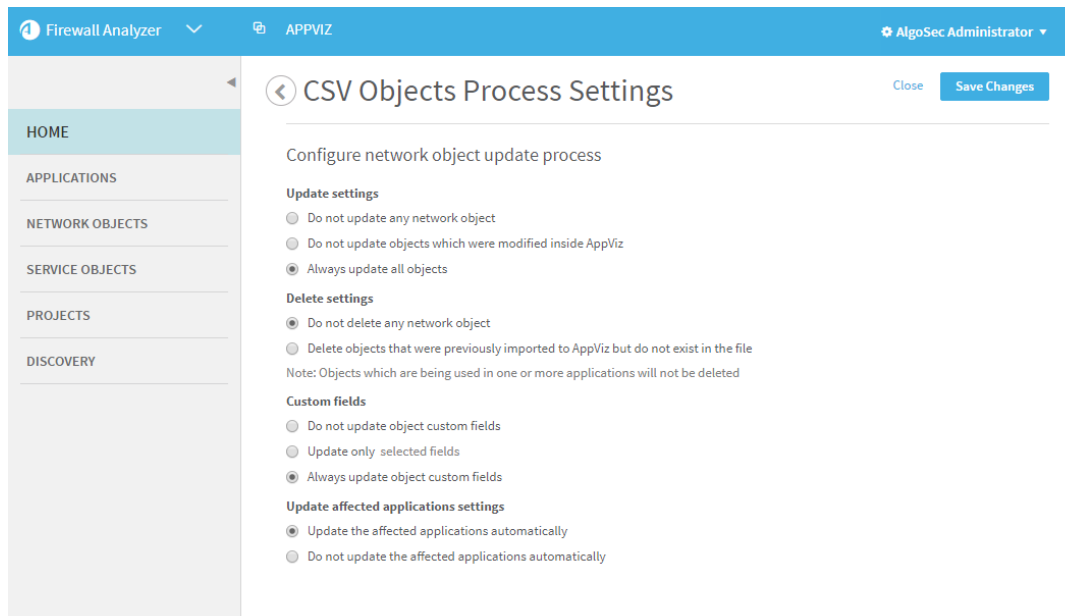 Firewall Analyzer
APPVIZ
AlgoSec Administrator
HOME
APPLICATIONS
NETWORK OBJECTS
SERVICE OBJECTS
PROJECTS
DISCOVERY
CSV Objects Process Settings
Close
Save Changes
Configure network object update process
Update settings
Do not update any network object
Do not update objects which were modified inside AppViz
Always update all objects
Delete settings
Do not delete any network object
Delete objects that were previously imported to AppViz but do not exist in the file
Note: Objects which are being used in one or more applications will not be deleted
Custom fields
Do not update object custom fields
Update only selected fields
Always update object custom fields
Update affected applications settings
Update the affected applications automatically
Do not update the affected applications automatically